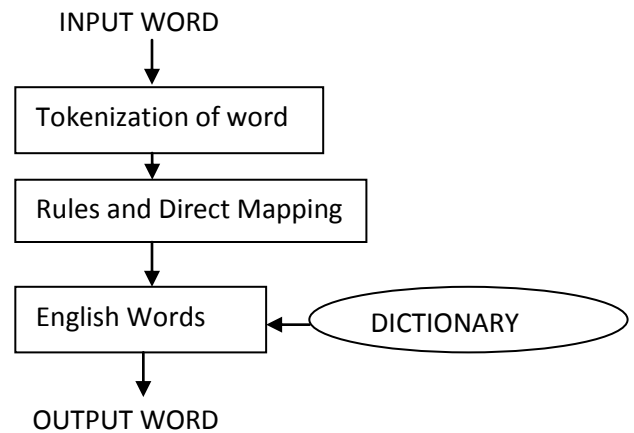 INPUT WORD
Tokenization of word
Rules and Direct Mapping
English Words
DICTIONARY
OUTPUT WORD